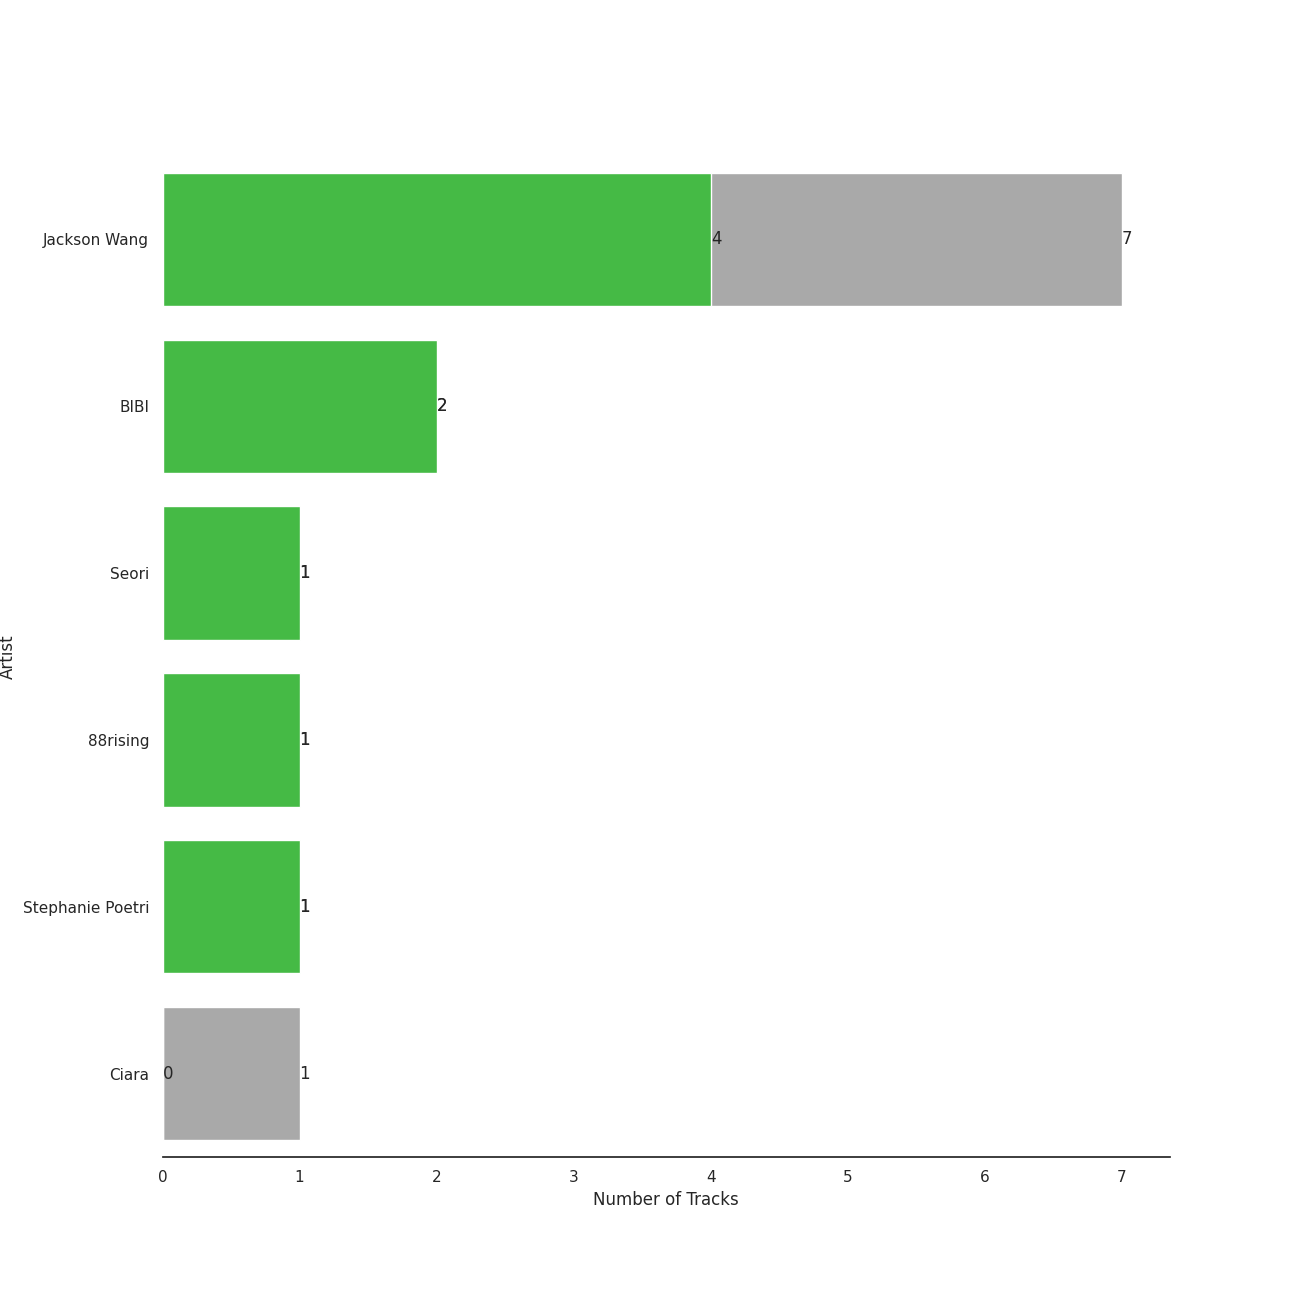 Jackson Wang
4
7
BIBI
2
Seori
1
88rising
1
Stephanie Poetri
1
Ciara
0
1
0 1 2 3 4 5 6 7
Number of Tracks
Artist